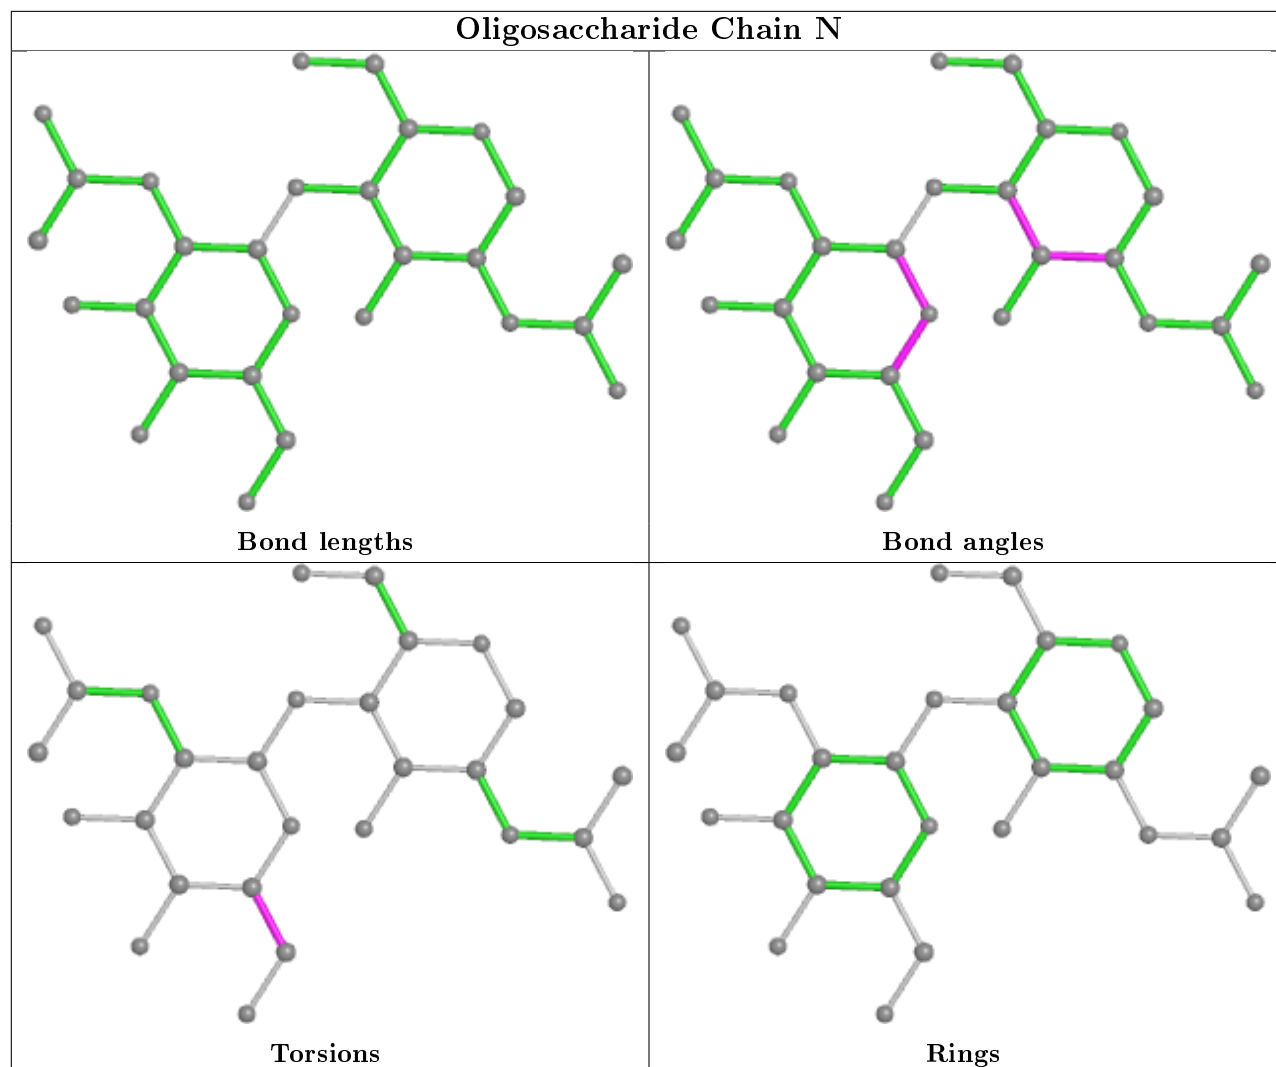 Oligosaccharide Chain N
Bond lengths
Bond angles
Torsions
Rings